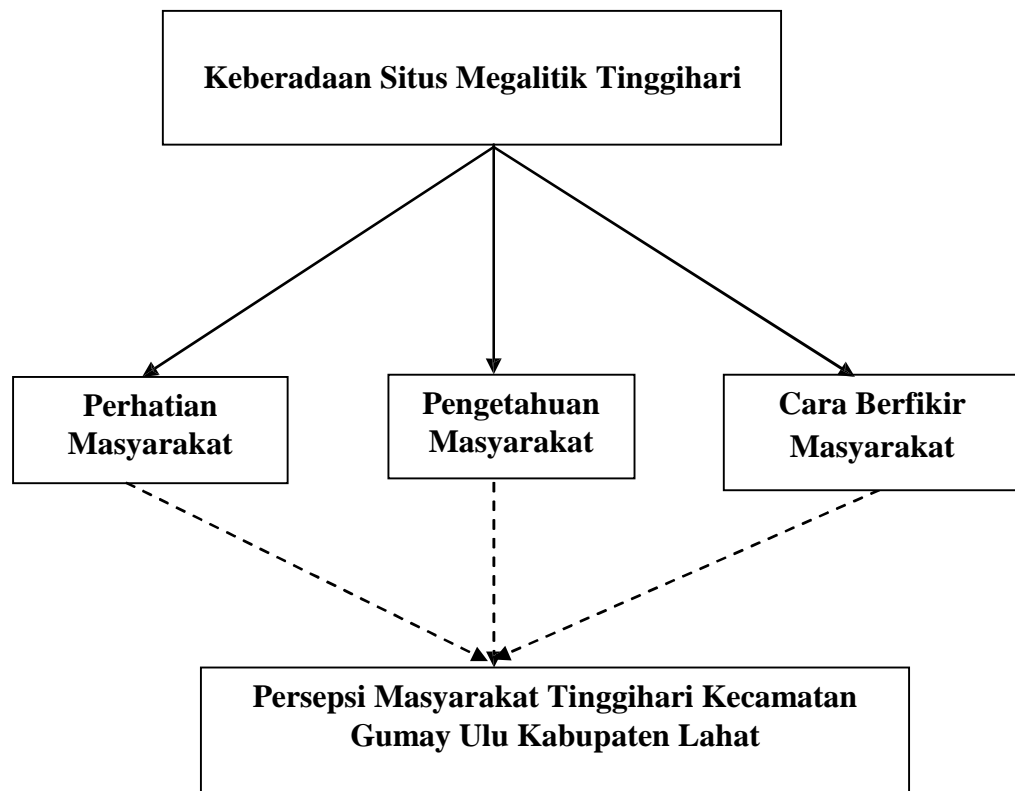 Keberadaan Situs Megalitik Tinggihari
Perhatian
Masyarakat
Pengetahuan
Masyarakat
Cara Berfikir
Masyarakat
Persepsi Masyarakat Tinggihari Kecamatan
Gumay Ulu Kabupaten Lahat